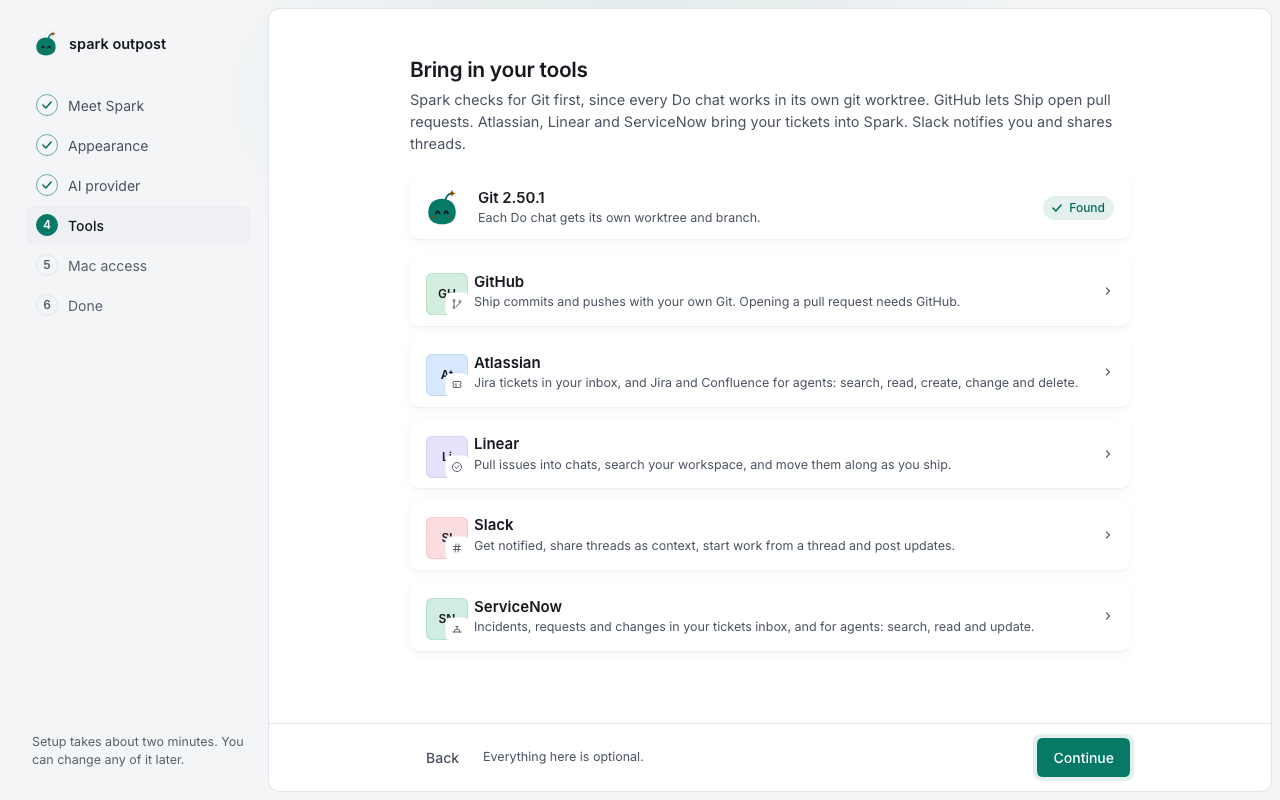 spark outpost
Meet Spark
Appearance
AI provider
4 Tools
5 Mac access
6 Done
Setup takes about two minutes. You
can change any of it later.
Bring in your tools
Spark checks for Git first, since every Do chat works in its own git worktree. GitHub lets Ship open pull
requests. Atlassian, Linear and ServiceNow bring your tickets into Spark. Slack notifies you and shares
threads.
Git 2.50.1
Each Do chat gets its own worktree and branch.
Found
GitHub
Ship commits and pushes with your own Git. Opening a pull request needs GitHub.
Atlassian
Jira tickets in your inbox, and Jira and Confluence for agents: search, read, create, change and delete.
Linear
Pull issues into chats, search your workspace, and move them along as you ship.
Slack
Get notified, share threads as context, start work from a thread and post updates.
ServiceNow
Incidents, requests and changes in your tickets inbox, and for agents: search, read and update.
Back
Everything here is optional.
Continue